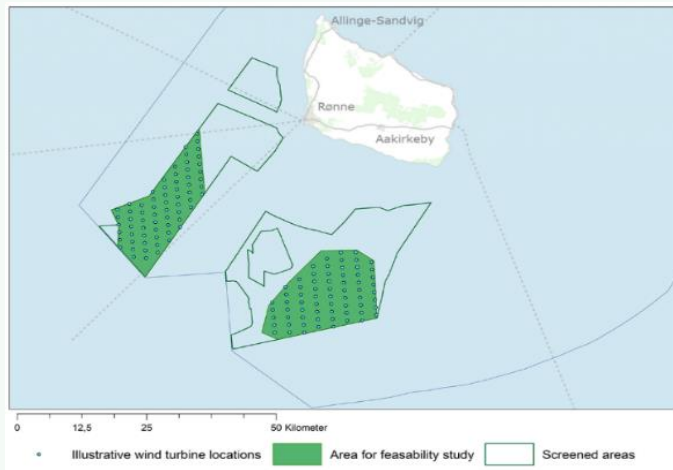 Allinge-Sandvig
Rønne
Aakirkeby
0 12,5 25 50 Kilometer
Illustrative wind turbine locations Area for feasability study Screened areas